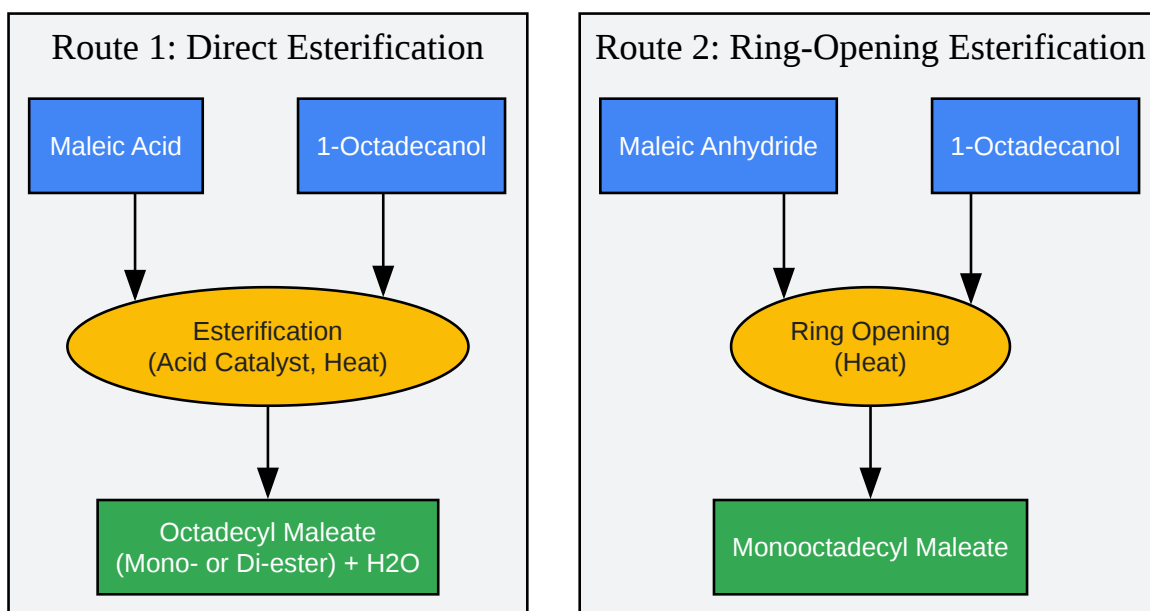 Route 1: Direct Esterification
Maleic Acid
1-Octadecanol
Esterification
(Acid Catalyst, Heat)
Octadecyl Maleate
(Mono- or Di-ester) + H2O
Route 2: Ring-Opening Esterification
Maleic Anhydride
1-Octadecanol
Ring Opening
(Heat)
Monooctadecyl Maleate